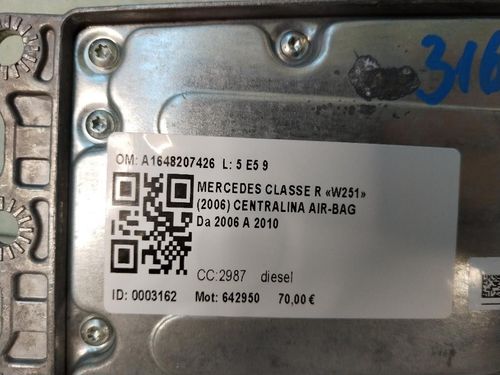 316
OM: A1648207426 L: 5 E5 9
MERCEDES CLASSE R «W251»
(2006) CENTRALINA AIR-BAG
Da 2006 A 2010
CC:2987 diesel
ID: 0003162 Mot: 642950 70,00 €